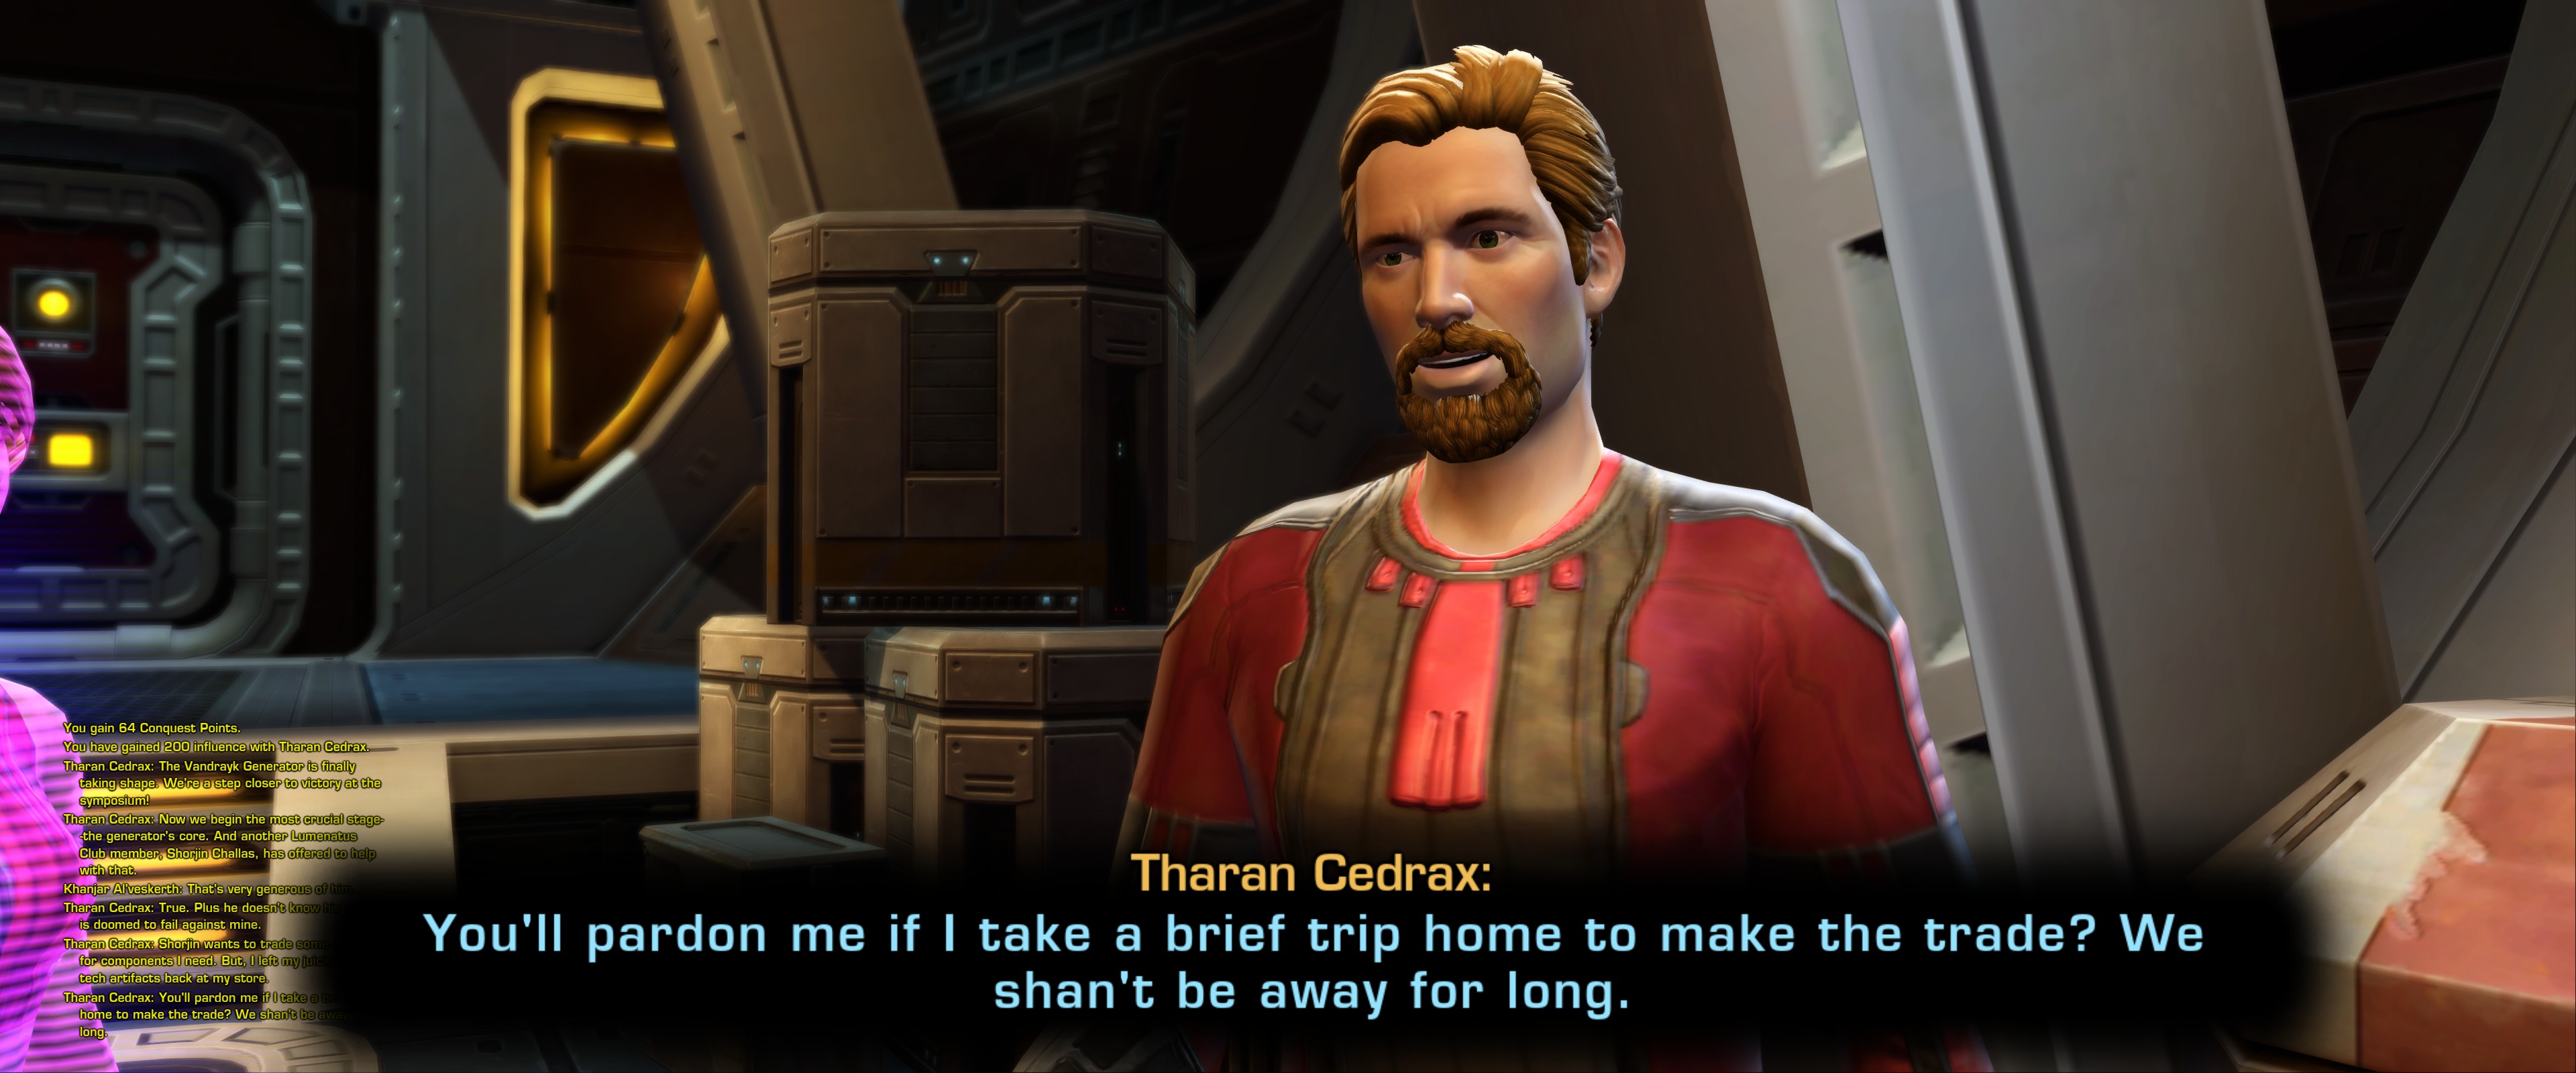 You gain 64 Conquest Points.
You have gained 200 influence with Tharan Cedrax.
Tharan Cedrax: The Vandrayk Generator is finally
taking shape. We're a step closer to victory at the
symposium!
Tharan Cedrax: Now we begin the most crucial stage-
-the generator's core. And another Lumenatus
Club member, Shorjin Challas, has offered to help
with that.
Khanjar Al'veskerth: That's very generous of him.
Tharan Cedrax: True. Plus he doesn't know
is doomed to fail against mine.
Tharan Cedrax: Shorjin wants to trade some
for components I need. But, I left my
tech artifacts back at my store.
Tharan Cedrax: You'll pardon me if I take a
home to make the trade? We shan't be away
long.
Tharan Cedrax:
You'll pardon me if I take a brief trip home to make the trade? We
shan't be away for long.